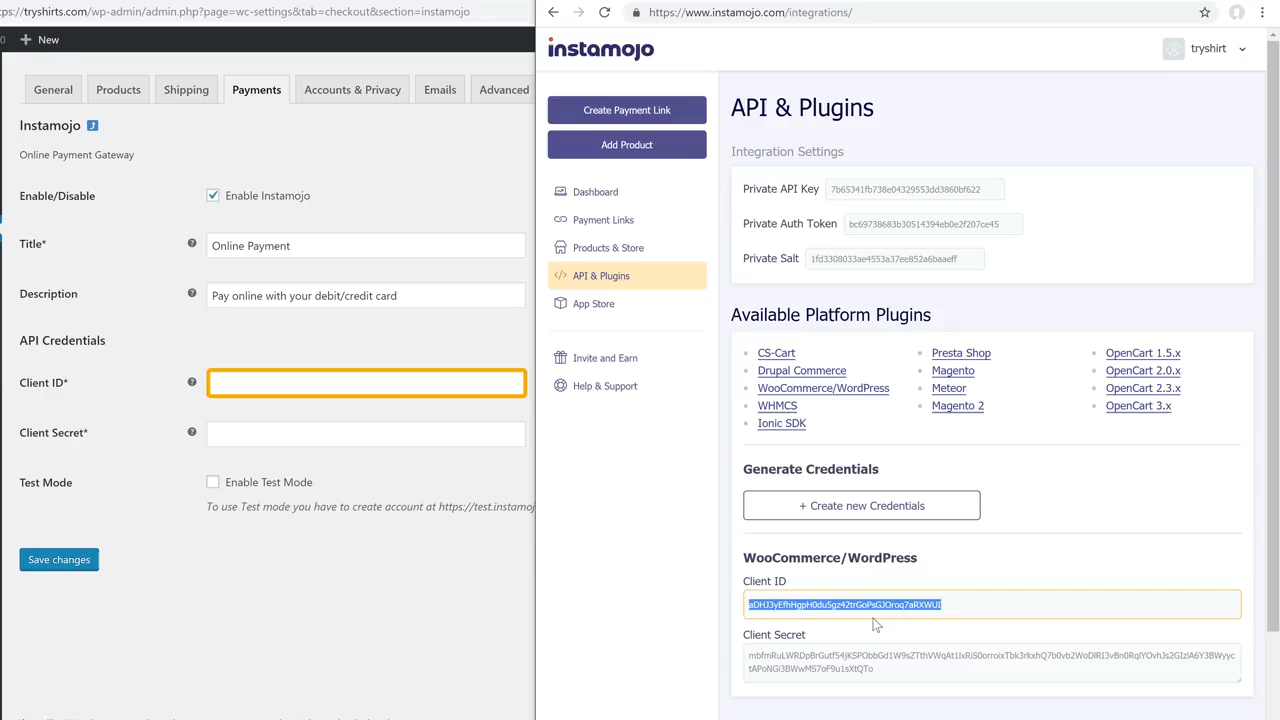 ps://tryshirts.com/wp-admin/admin.php?page=wc-settings&tab=checkout&section=instamojo
0 + New
General Products Shipping Payments Accounts & Privacy Emails Advanced
Instamojo
Online Payment Gateway
Enable/Disable
Enable Instamojo
Title*
Online Payment
Description
Pay online with your debit/credit card
API Credentials
Client ID*
Client Secret*
Test Mode
Enable Test Mode
To use Test mode you have to create account at https://test.instamoj
Save changes
https://www.instamojo.com/integrations/
instamojo
tryshirt
Create Payment Link
Add Product
Dashboard
Payment Links
Products & Store
API & Plugins
App Store
Invite and Earn
Help & Support
API & Plugins
Integration Settings
Private API Key 7b65341fb738e04329553dd3860bf622
Private Auth Token bc69738683b30514394eb0e2f207ce45
Private Salt 1fd3308033ae4553a37ee852a6baaeff
Available Platform Plugins
CS-Cart
Drupal Commerce
WooCommerce/WordPress
WHMCS
Ionic SDK
Presta Shop
Magento
Meteor
Magento 2
OpenCart 1.5.x
OpenCart 2.0.x
OpenCart 2.3.x
OpenCart 3.x
Generate Credentials
+ Create new Credentials
WooCommerce/WordPress
Client ID
aDHJ3yEfhHgpH0du5gz42trGoPsGJOroq7aRXWUI
Client Secret